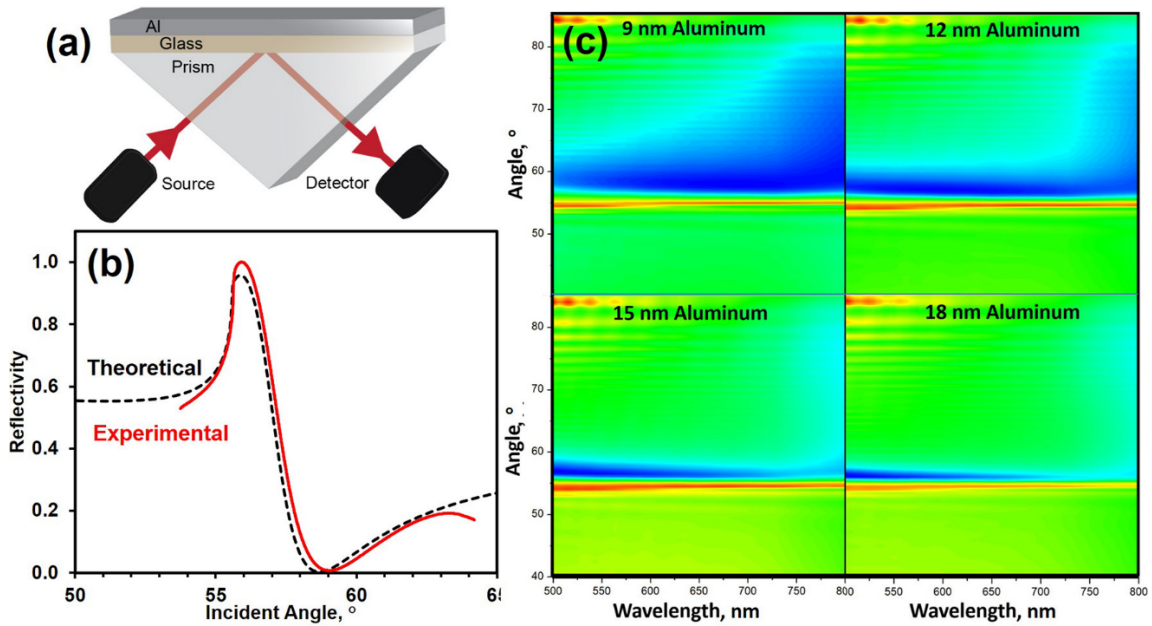 (a)
Al
Glass
Prism
Source
Detector
(b)
1.0
0.8
0.6
0.4
0.2
0.0
Reflectivity
Theoretical
Experimental
50
55
60
65
Incident Angle, °
(c)
9 nm Aluminum
12 nm Aluminum
80
70
60
50
Angle, °
15 nm Aluminum
18 nm Aluminum
80
70
60
50
40
Angle, °
500 550 600 650 700 750 800 550 600 650 700 750 800
Wavelength, nm
Wavelength, nm